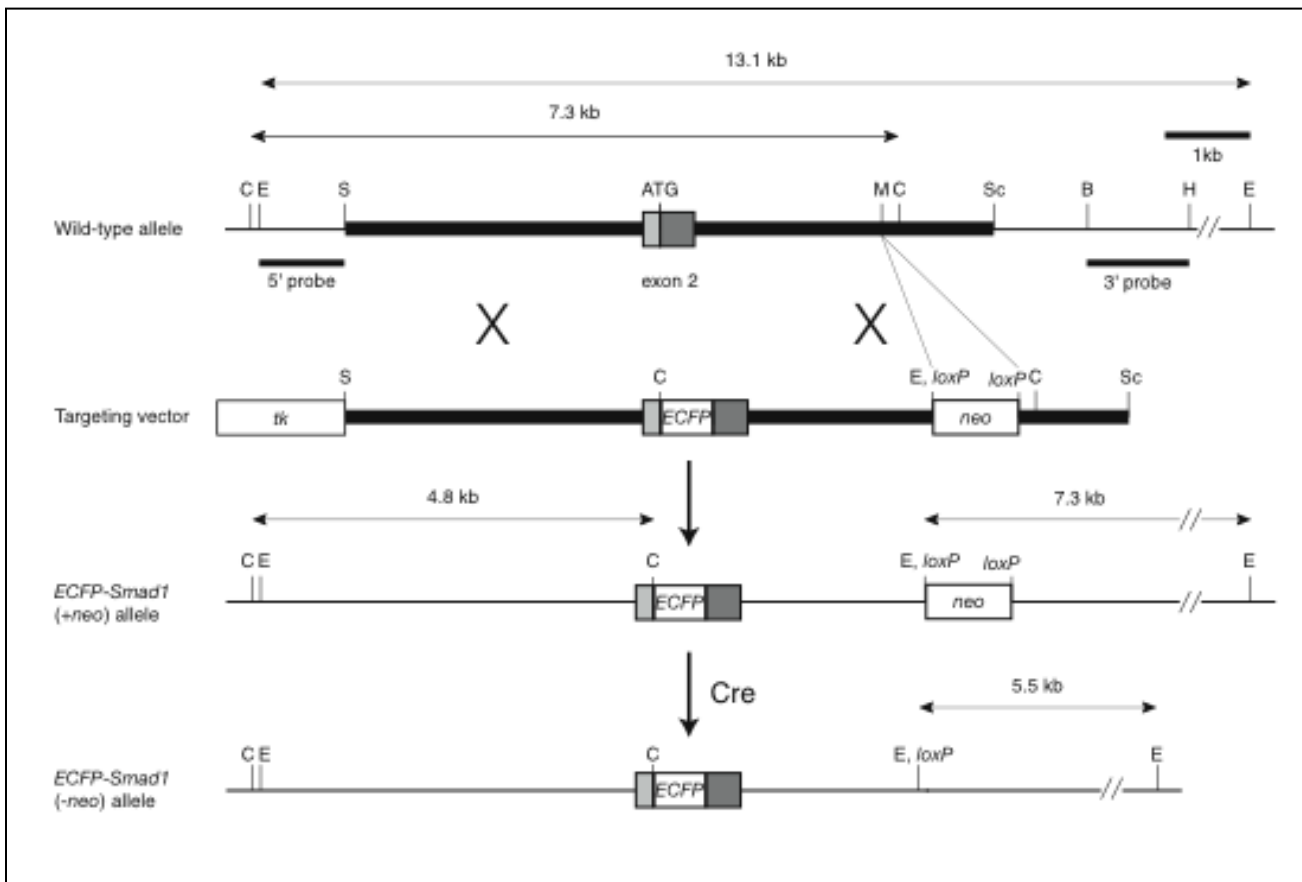 13.1 kb
7.3 kb
1kb
C E S ATG M C Sc B H E
Wild-type allele
5' probe exon 2 3' probe
X X
S C E, loxP loxP C Sc
Targeting vector tk ECFP neo
4.8 kb 7.3 kb
C E C E, loxP loxP E
ECFP-Smad1
(+neo) allele
ECFP neo
Cre
5.5 kb
C E C E, loxP E
ECFP-Smad1
(-neo) allele
ECFP